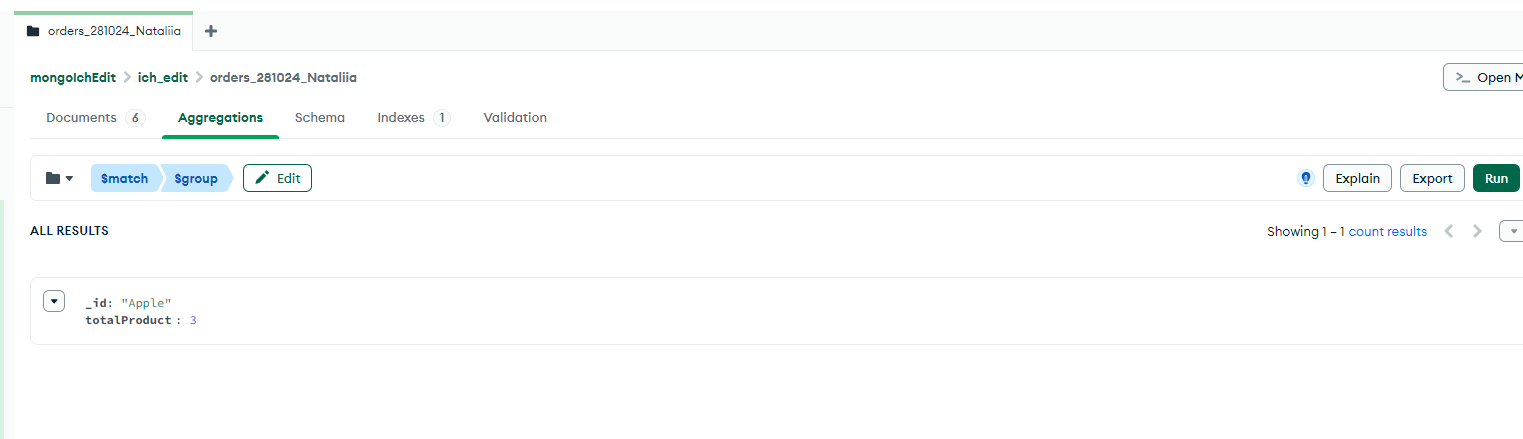 orders_281024_Nataliia
mongoIchEdit ich_edit orders_281024_Nataliia
>_ Open M
Documents 6 Aggregations Schema Indexes 1 Validation
$match $group Edit Explain Export Run
ALL RESULTS Showing 1 – 1 count results
_id: "Apple"
totalProduct : 3